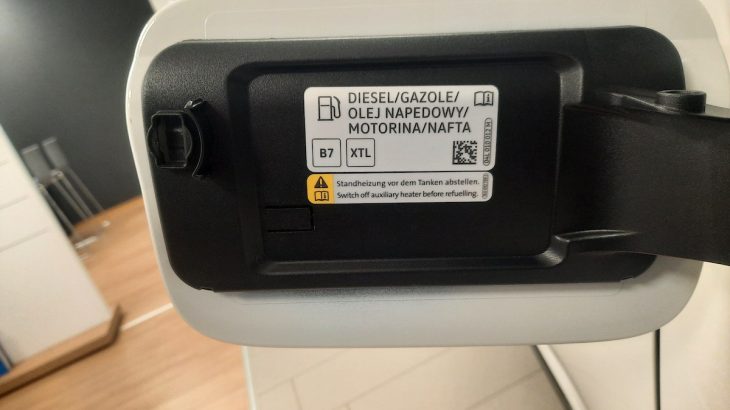 DIESEL/GAZOLE/
OLEJ NAPEDOWY/
MOTORINA/NAFTA
B7 XTL
Standheizung vor dem Tanken abstellen.
Switch off auxiliary heater before refuelling.